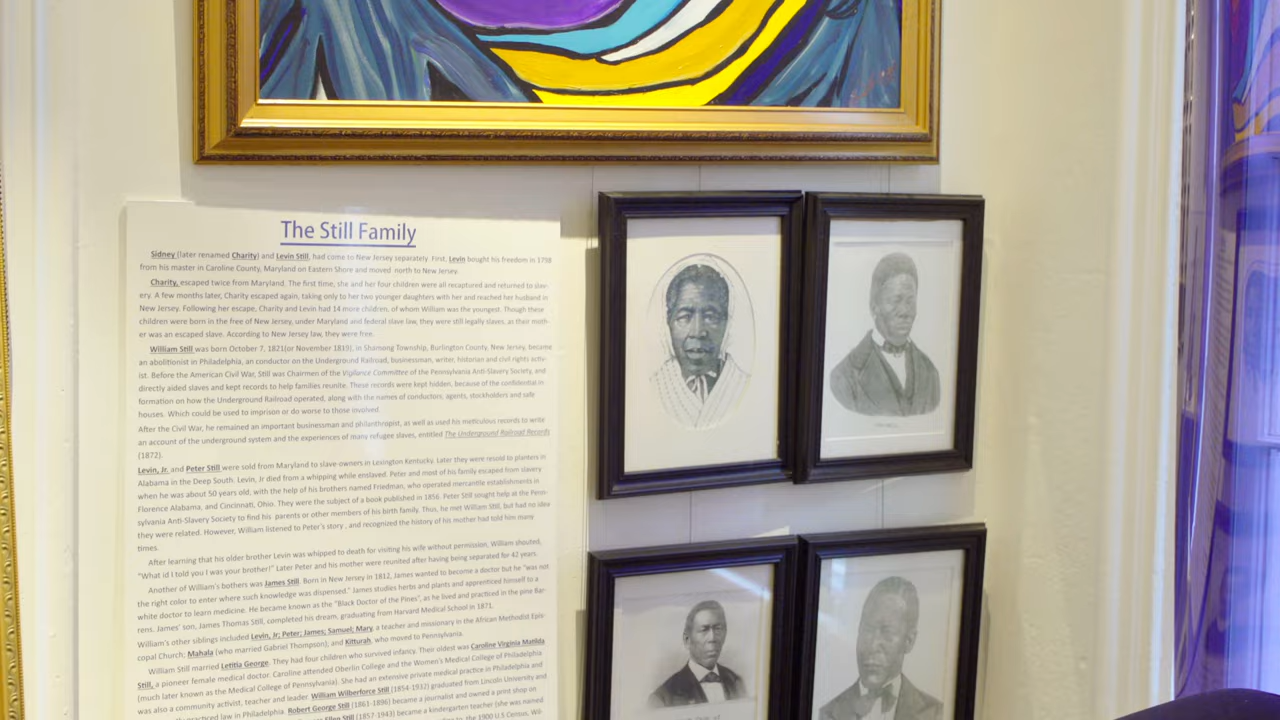 The Still Family
Sidney (later renamed Charity) and Levin Still, had come to New Jersey separately. First, Levin bought his freedom in 1798
from his master in Caroline County, Maryland on Eastern Shore and moved north to New Jersey.
Charity, escaped twice from Maryland. The first time, she and her four children were all recaptured and returned to slav-
ery. A few months later, Charity escaped again, taking only to her two younger daughters with her and reached her husband in
New Jersey. Following her escape, Charity and Levin had 14 more children, of whom William was the youngest. Though these
children were born in the free of New Jersey, under Maryland and federal slave law, they were still legally slaves, as their moth-
er was an escaped slave. According to New Jersey law, they were free.
William Still was born October 7, 1821(or November 1819), in Shamong Township, Burlington County, New Jersey, became
an abolitionist in Philadelphia, an conductor on the Underground Railroad, businessman, writer, historian and civil rights activ-
ist. Before the American Civil War, Still was Chairmen of the Vigilance Committee of the Pennsylvania Anti-Slavery Society, and
directly aided slaves and kept records to help families reunite. These records were kept hidden, because of the confidential in-
formation on how the Underground Railroad operated, along with the names of conductors, agents, stockholders and safe
houses. Which could be used to imprison or do worse to those involved.
After the Civil War, he remained an important businessman and philanthropist, as well as used his meticulous records to write
an account of the underground system and the experiences of many refugee slaves, entitled The Underground Railroad Records
(1872).
Levin, Jr. and Peter Still were sold from Maryland to slave-owners in Lexington Kentucky. Later they were resold to planters in
Alabama in the Deep South. Levin, Jr died from a whipping while enslaved. Peter and most of his family escaped from slavery
when he was about 50 years old, with the help of his brothers named Friedman, who operated mercantile establishments in
Florence Alabama, and Cincinnati, Ohio. They were the subject of a book published in 1856. Peter Still sought help at the Penn-
sylvania Anti-Slavery Society to find his parents or other members of his birth family. Thus, he met William Still, but had no idea
they were related. However, William listened to Peter's story, and recognized the history of his mother had told him many
times.
After learning that his older brother Levin was whipped to death for visiting his wife without permission, William shouted,
"What id I told you I was your brother!" Later Peter and his mother were reunited after having being separated for 42 years.
Another of William's bothers was James Still. Born in New Jersey in 1812, James wanted to become a doctor but he "was not
the right color to enter where such knowledge was dispensed." James studies herbs and plants and apprenticed himself to a
white doctor to learn medicine. He became known as the "Black Doctor of the Pines", as he lived and practiced in the pine Bar-
rens. James' son, James Thomas Still, completed his dream, graduating from Harvard Medical School in 1871.
William's other siblings included Levin, Jr; Peter; James; Samuel; Mary, a teacher and missionary in the African Methodist Epis-
copal Church; Mahala (who married Gabriel Thompson); and Kitturah, who moved to Pennsylvania.
William Still married Letitia George. They had four children who survived infancy. Their oldest was Caroline Virginia Matilda
Still, a pioneer female medical doctor. Caroline attended Oberlin College and the Women's Medical College of Philadelphia
(much later known as the Medical College of Pennsylvania). She had an extensive private medical practice in Philadelphia and
was also a community activist, teacher and leader. William Wilberforce Still (1854-1932) graduated from Lincoln University and
practiced law in Philadelphia. Robert George Still (1861-1896) became a journalist and owned a print shop on
Ellen Still (1857-1943) became a kindergarten teacher (she was named
to the 1900 U.S Census, Wil-